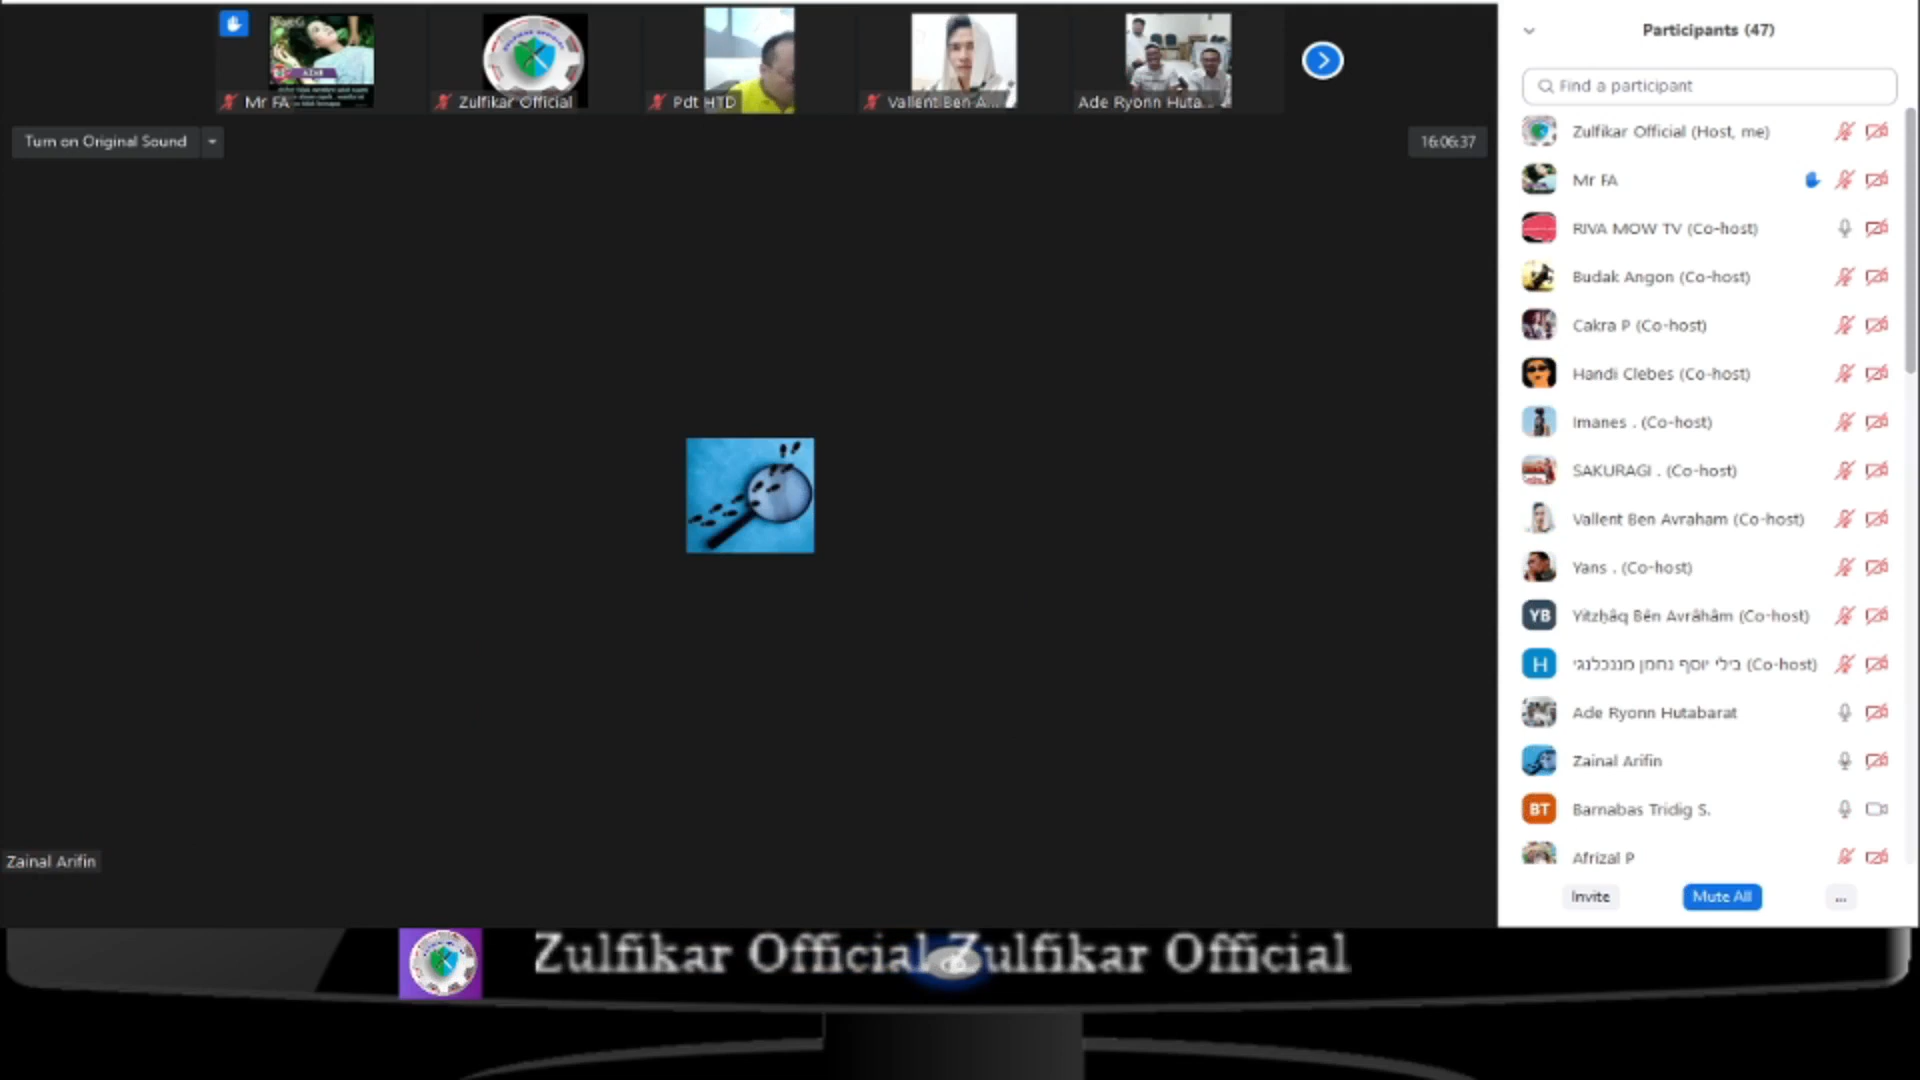 Mr FA
Zulfikar Official
Pdt HTD
Vallent Ben A...
Ade Ryonn Huta...
Turn on Original Sound
16:06:37
Zainal Arifin
Participants (47)
Find a participant
Zulfikar Official (Host, me)
Mr FA
RIVA MOW TV (Co-host)
Budak Angon (Co-host)
Cakra P (Co-host)
Handi Clebes (Co-host)
Imanes . (Co-host)
SAKURAGI . (Co-host)
Vallent Ben Avraham (Co-host)
Yans . (Co-host)
YB
Yitzḥâq Bên Avrâhâm (Co-host)
H
בילי יוסף נחמן מננכלנגי (Co-host)
Ade Ryonn Hutabarat
Zainal Arifin
BT
Barnabas Tridig S.
Afrizal P
Invite
Mute All
...
Zulfikar Official Zulfikar Official